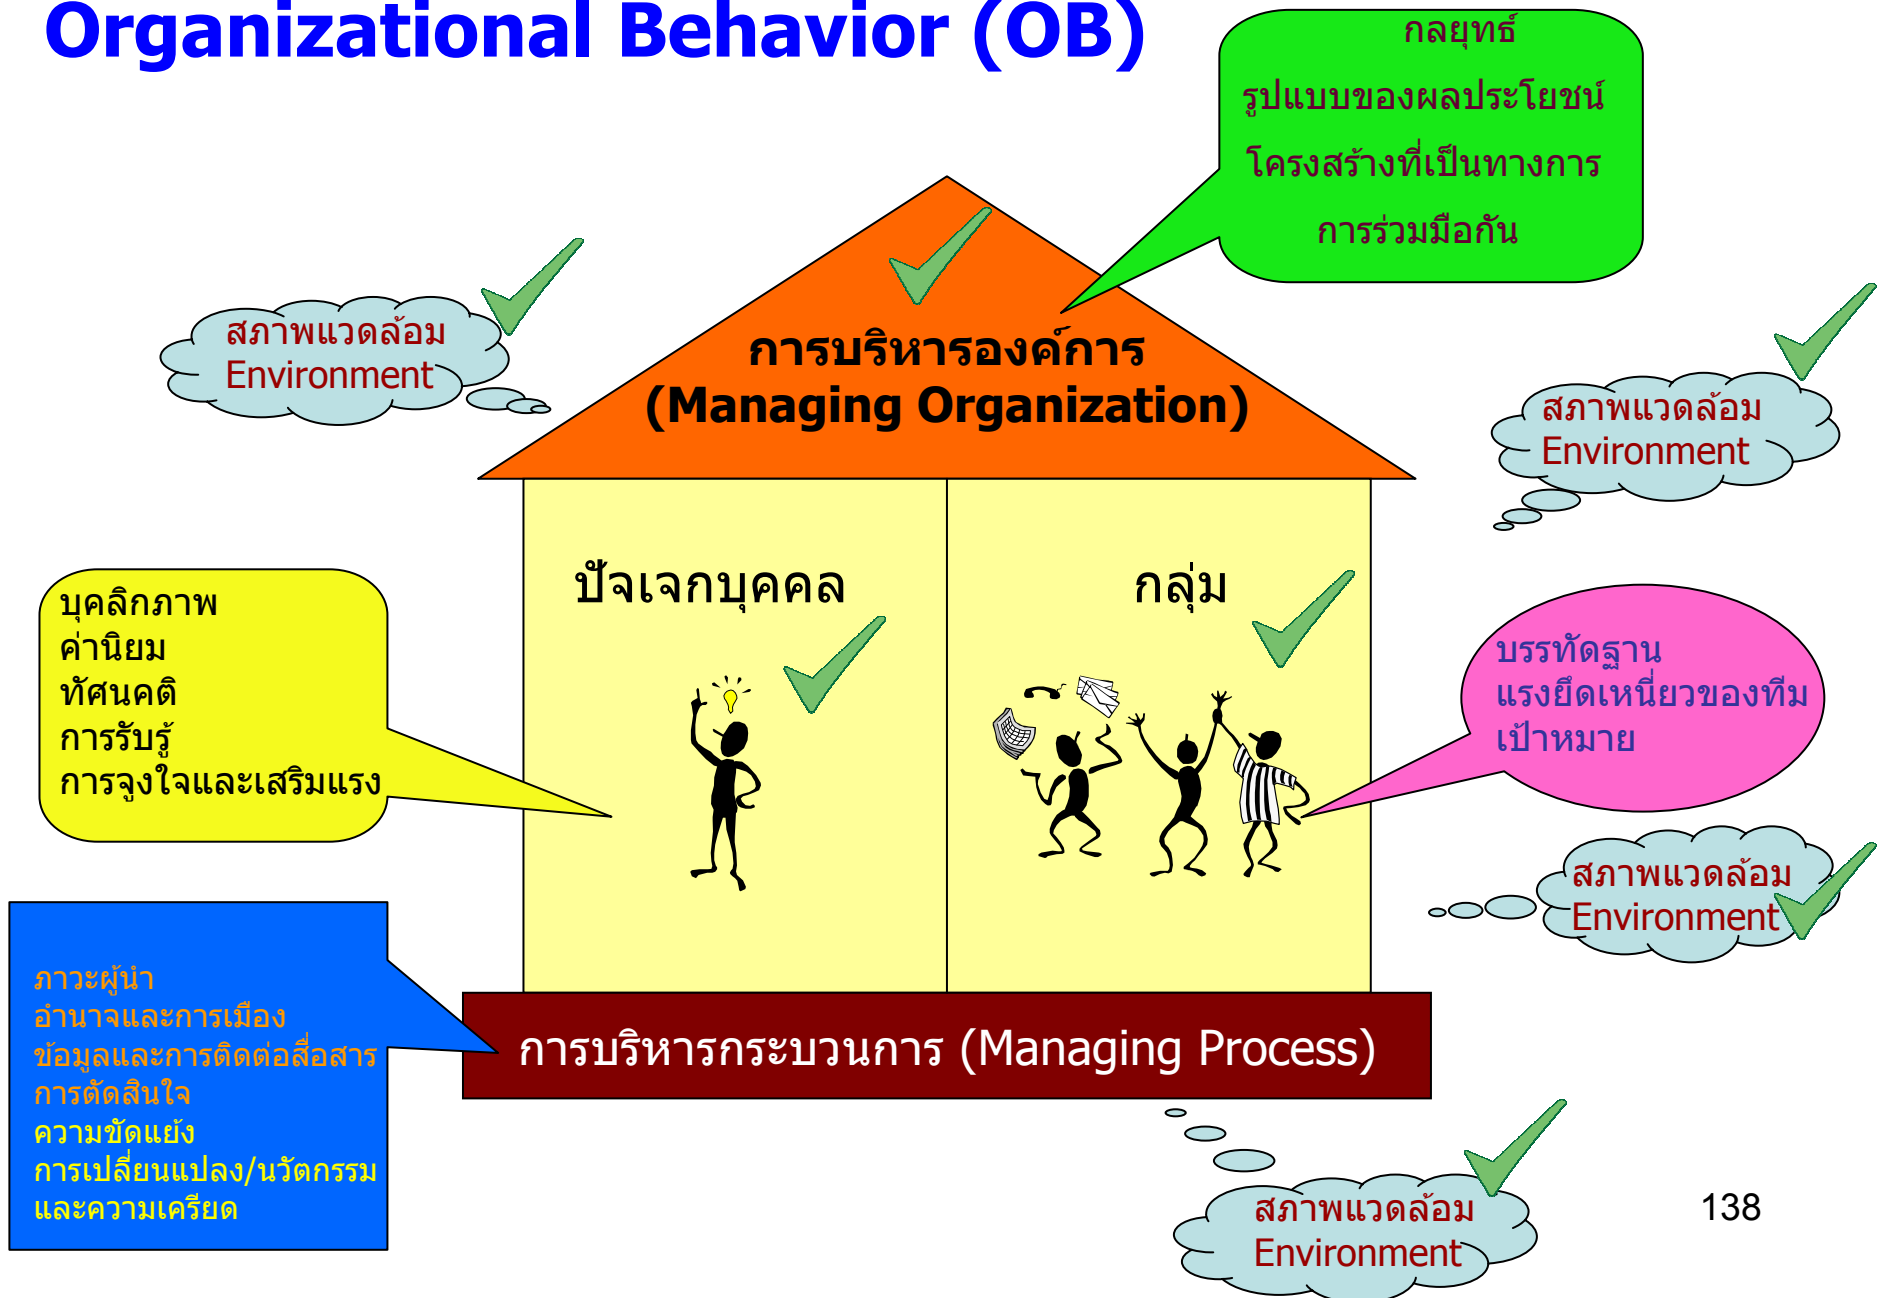 Organizational Behavior (OB)
กลยุทธ์
รูปแบบของผลประโยชน์
โครงสร้างที่เป็นทางการ
การร่วมมือกัน
สภาพแวดล้อม
Environment
การบริหารองค์การ
(Managing Organization)
สภาพแวดล้อม
Environment
ปัจเจกบุคคล
กลุ่ม
บุคลิกภาพ
ค่านิยม
ทัศนคติ
การรับรู้
การจูงใจและเสริมแรง
บรรทัดฐาน
แรงยึดเหนี่ยวของทีม
เป้าหมาย
สภาพแวดล้อม
Environment
ภาวะผู้นำ
อำนาจและการเมือง
ข้อมูลและการติดต่อสื่อสาร
การตัดสินใจ
ความขัดแย้ง
การเปลี่ยนแปลง/นวัตกรรม
และความเครียด
การบริหารกระบวนการ (Managing Process)
สภาพแวดล้อม
Environment
138